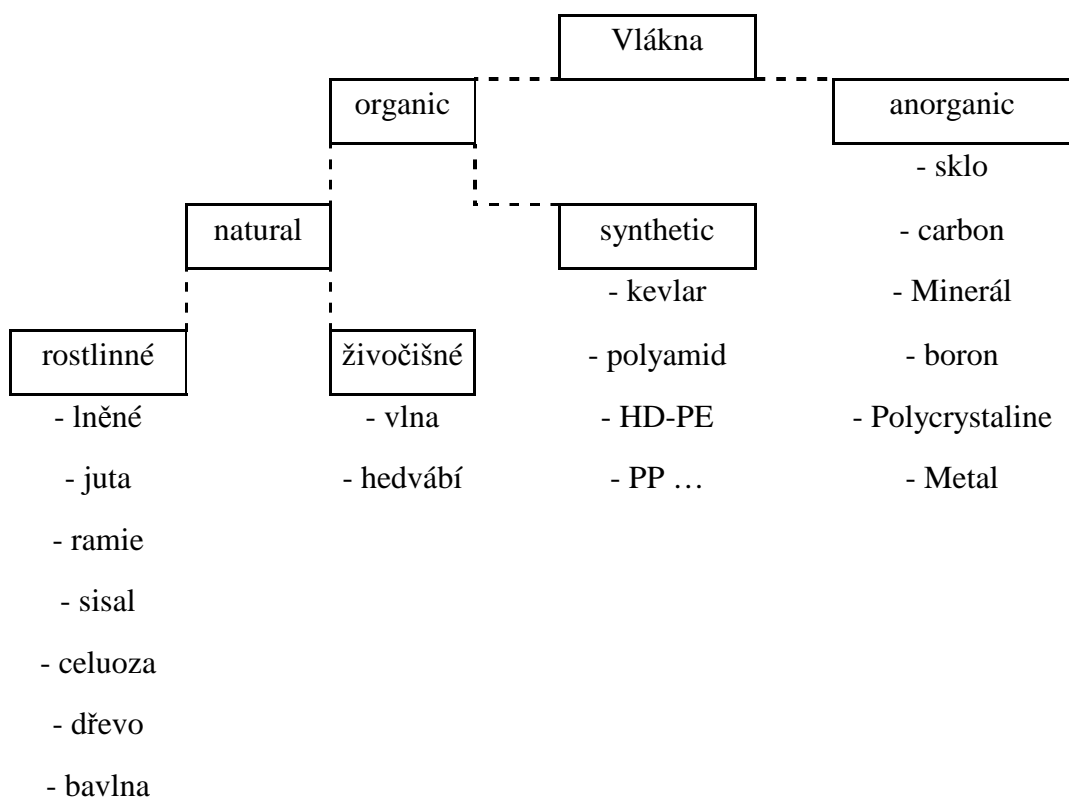 Vlákna
organic
anorganic
- sklo
natural
synthetic
- carbon
- kevlar
- Minerál
rostlinné
živočišné
- polyamid
- boron
- lněné
- vlna
- HD-PE
- Polycrystaline
- juta
- hedvábí
- PP …
- Metal
- ramie
- sisal
- celuoza
- dřevo
- bavlna